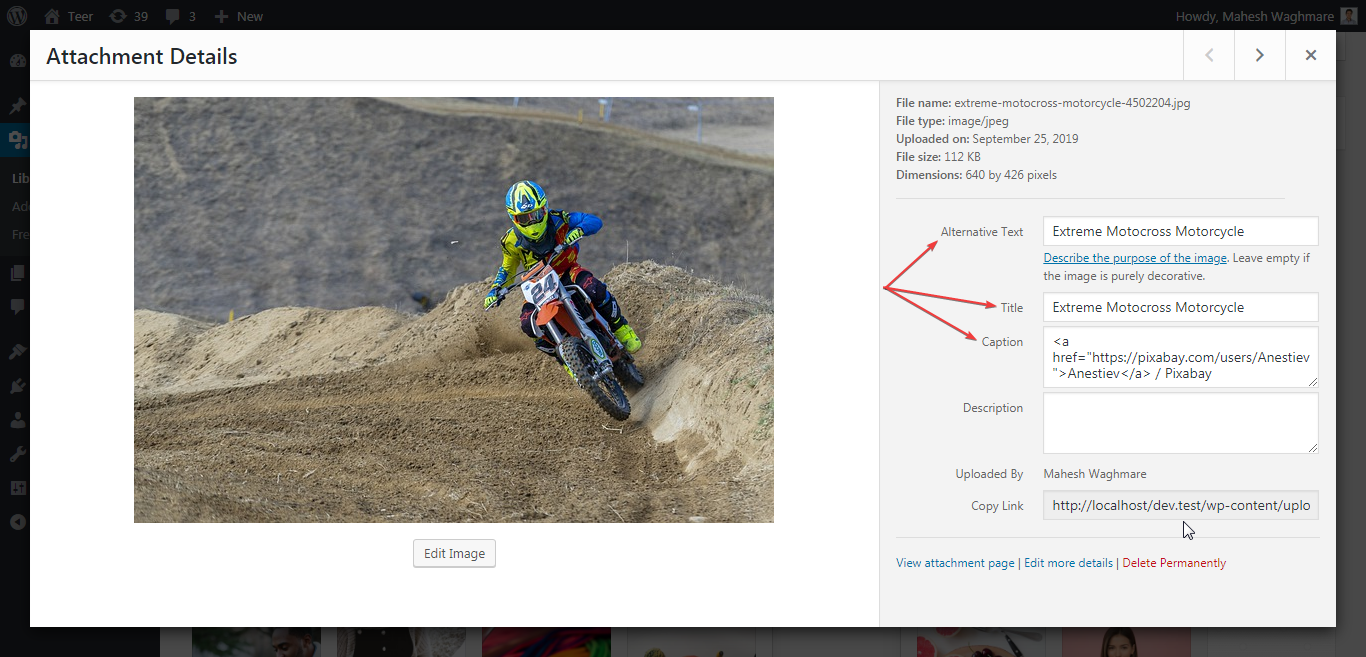 Teer 39 3 New Howdy, Mahesh Waghmare
Attachment Details
File name: extreme-motocross-motorcycle-4502204.jpg
File type: image/jpeg
Uploaded on: September 25, 2019
File size: 112 KB
Dimensions: 640 by 426 pixels
Lib
Fre
24
Alternative Text Extreme Motocross Motorcycle
Describe the purpose of the image. Leave empty if
the image is purely decorative.
Title Extreme Motocross Motorcycle
Caption <a
href="https://pixabay.com/users/Anestiev
">Anestiev</a> / Pixabay
Description
Uploaded By Mahesh Waghmare
Copy Link http://localhost/dev.test/wp-content/uplo
Edit Image
View attachment page | Edit more details | Delete Permanently